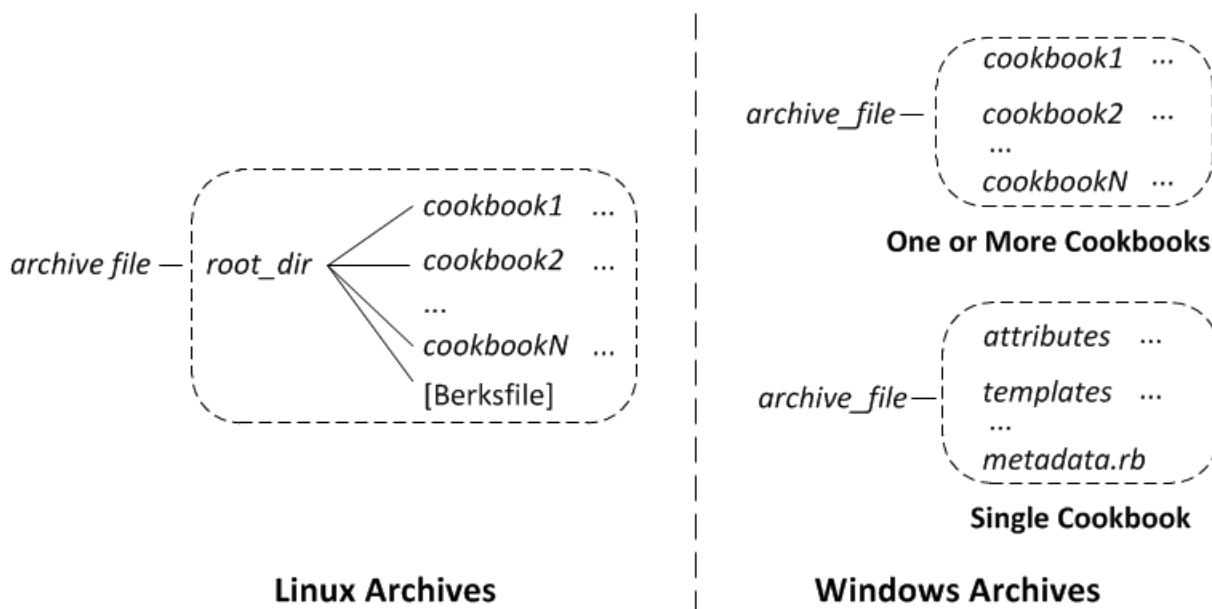 archive file
root_dir
cookbook1 ...
cookbook2 ...
...
cookbookN ...
[Berksfile]
Linux Archives
archive_file
cookbook1 ...
cookbook2 ...
...
cookbookN ...
One or More Cookbooks
archive_file
attributes ...
templates ...
...
metadata.rb
Single Cookbook
Windows Archives